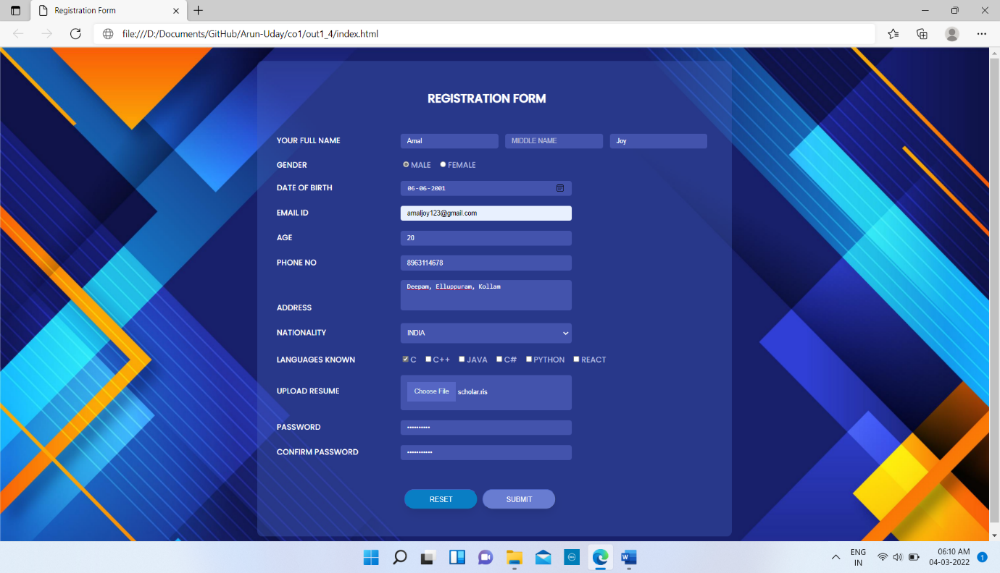 Registration Form
file:///D:/Documents/GitHub/Arun-Uday/co1/out1_4/index.html
REGISTRATION FORM
YOUR FULL NAME Amal MIDDLE NAME Joy
GENDER MALE FEMALE
DATE OF BIRTH 06-06-2001
EMAIL ID amaljoy123@gmail.com
AGE 20
PHONE NO 8963114678
Deepam, Elluppuram, Kollam
ADDRESS
NATIONALITY INDIA
LANGUAGES KNOWN C C++ JAVA C# PYTHON REACT
UPLOAD RESUME Choose File scholar.ris
PASSWORD ••••••••••
CONFIRM PASSWORD •••••••••••
RESET SUBMIT
ENG 06:10 AM
IN 04-03-2022 1